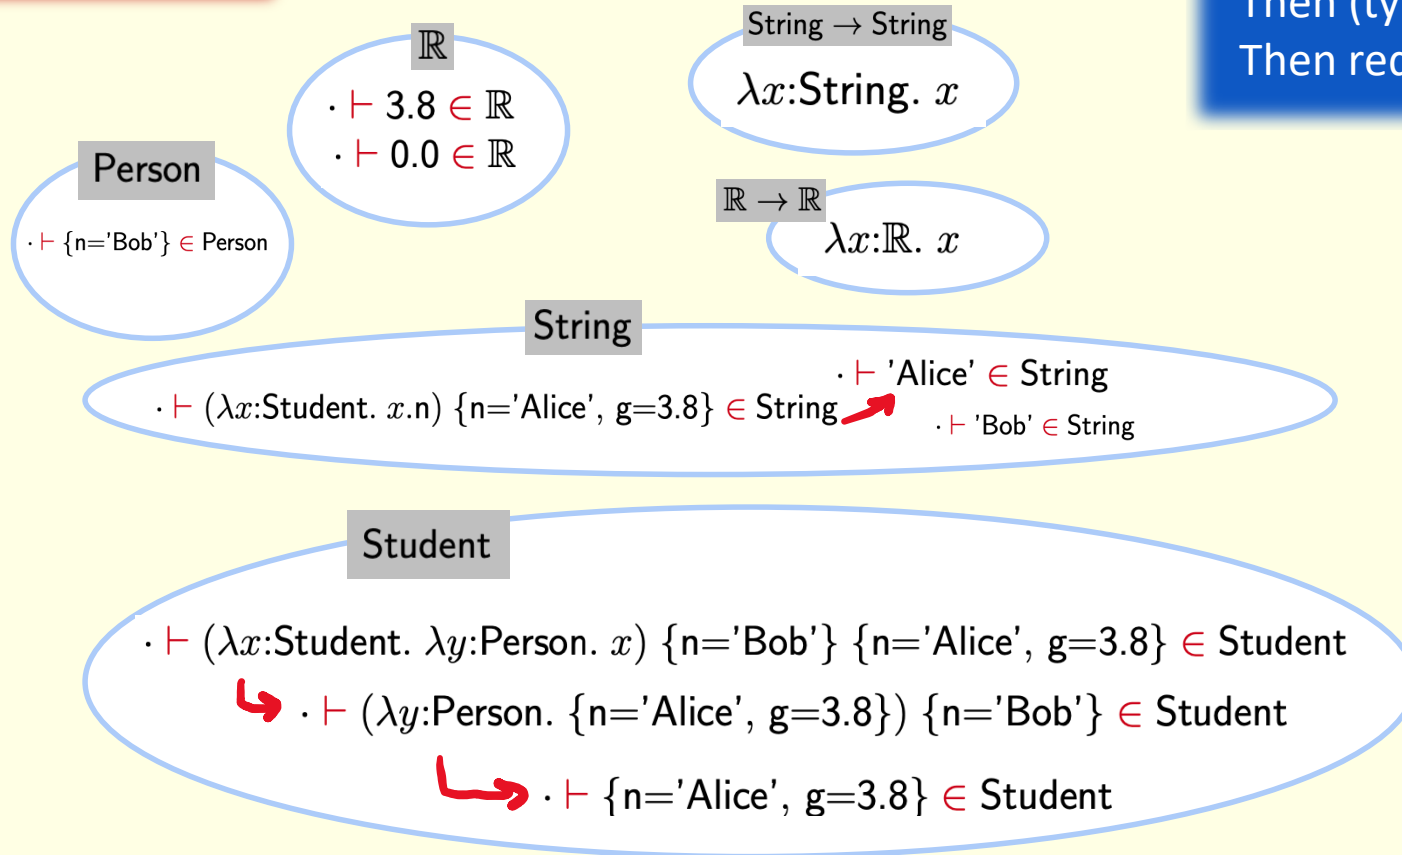 Then (ty
Then rec
String → String
λx:String. x
ℝ
· ⊢ 3.8 ∈ ℝ
· ⊢ 0.0 ∈ ℝ
Person
· ⊢ {n='Bob'} ∈ Person
ℝ → ℝ
λx:ℝ. x
String
· ⊢ 'Alice' ∈ String
· ⊢ (λx:Student. x.n) {n='Alice', g=3.8} ∈ String
· ⊢ 'Bob' ∈ String
Student
· ⊢ (λx:Student. λy:Person. x) {n='Bob'} {n='Alice', g=3.8} ∈ Student
· ⊢ (λy:Person. {n='Alice', g=3.8}) {n='Bob'} ∈ Student
· ⊢ {n='Alice', g=3.8} ∈ Student